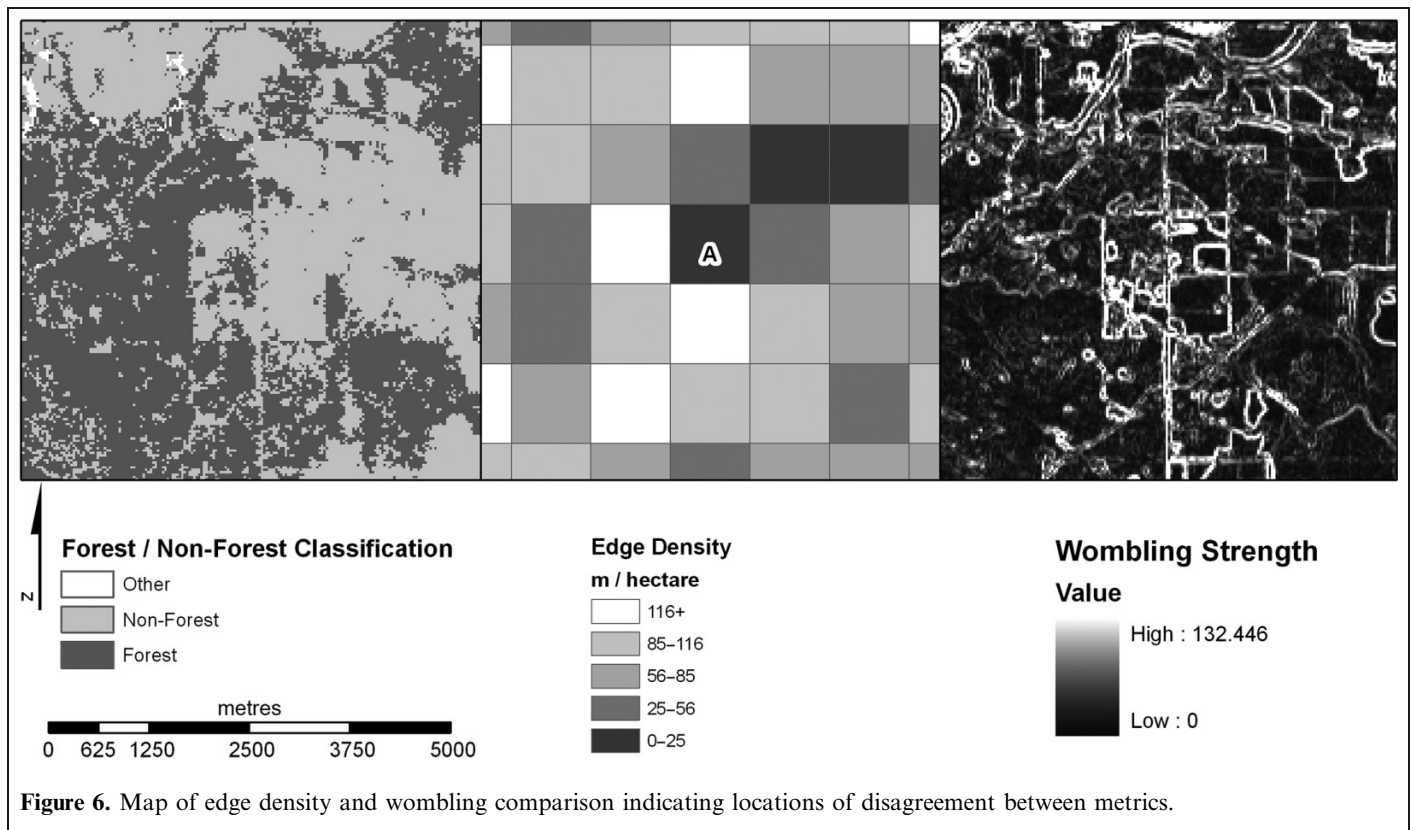 A
Forest / Non-Forest Classification
Other
Non-Forest
Forest
metres
0 625 1250 2500 3750 5000
Z
Edge Density
m / hectare
116+
85–116
56–85
25–56
0–25
Wombling Strength
Value
High : 132.446
Low : 0
Figure 6. Map of edge density and wombling comparison indicating locations of disagreement between metrics.